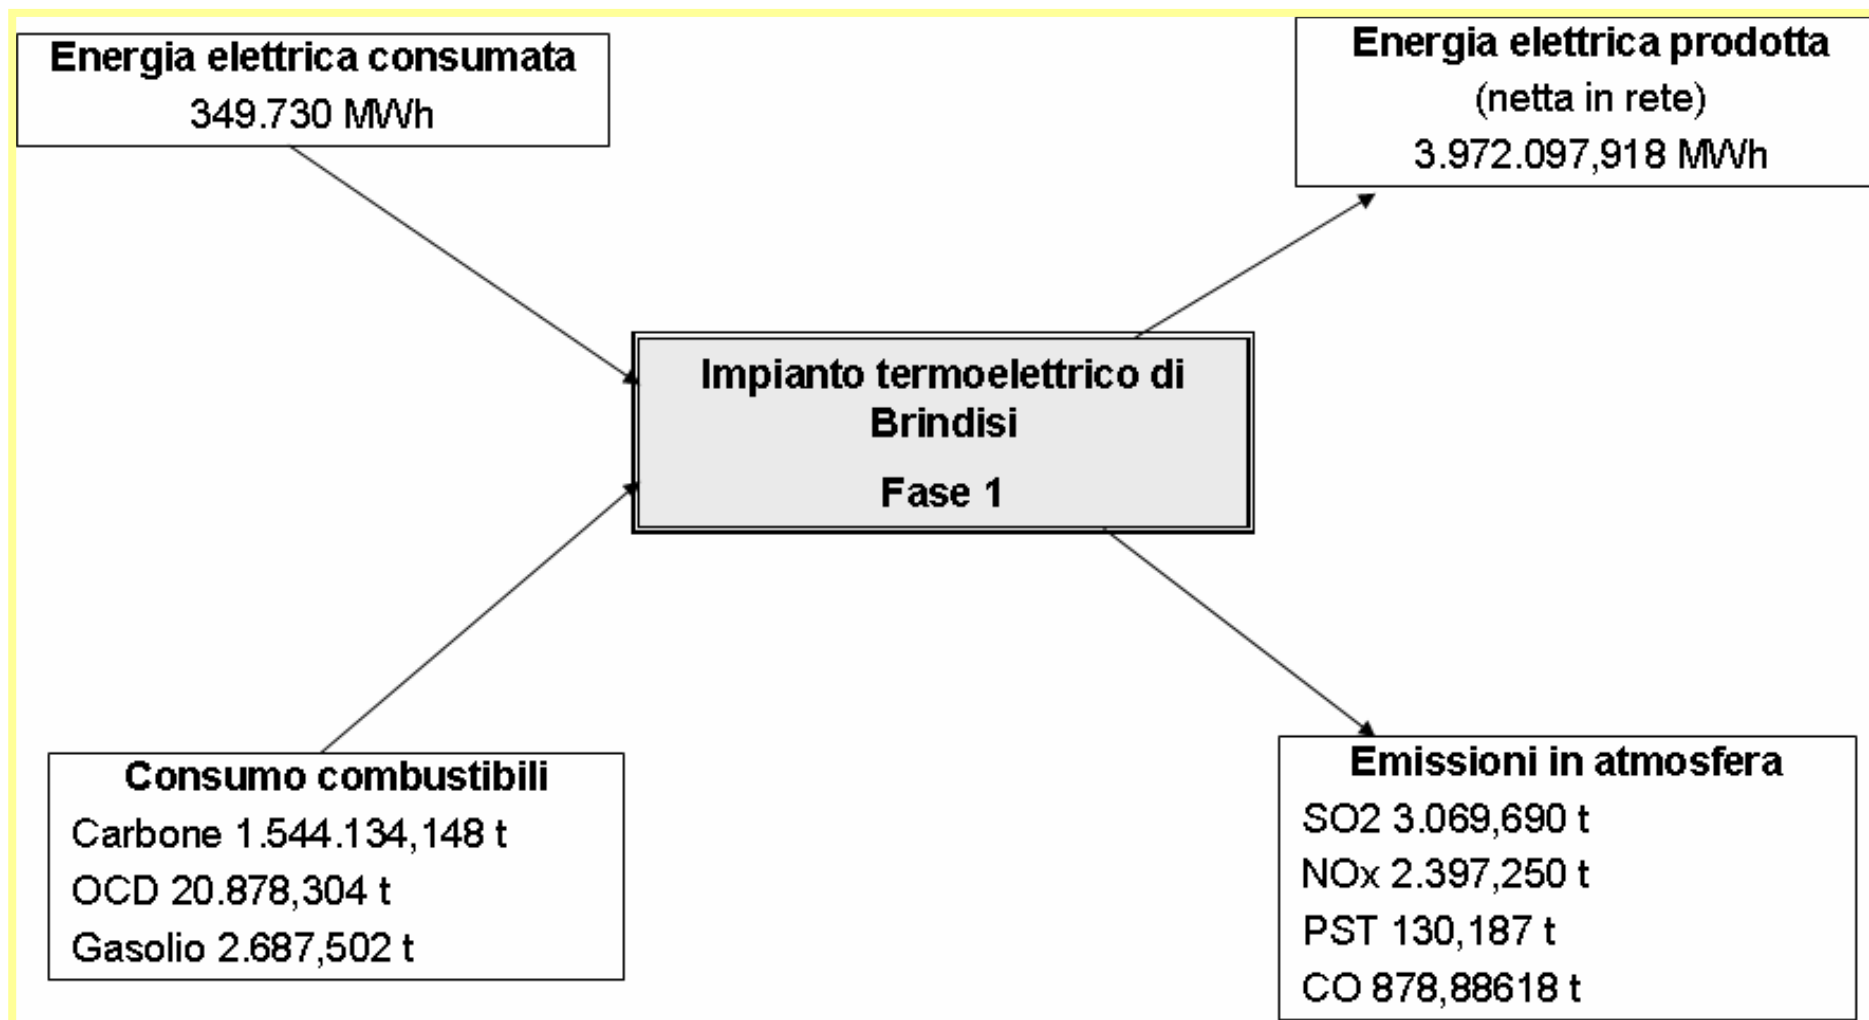 Energia elettrica consumata
349.730 MWh
Energia elettrica prodotta
(netta in rete)
3.972.097,918 MWh
Impianto termoelettrico di
Brindisi
Fase 1
Consumo combustibili
Carbone 1.544.134,148 t
OCD 20.878,304 t
Gasolio 2.687,502 t
Emissioni in atmosfera
SO2 3.069,690 t
NOx 2.397,250 t
PST 130,187 t
CO 878,88618 t